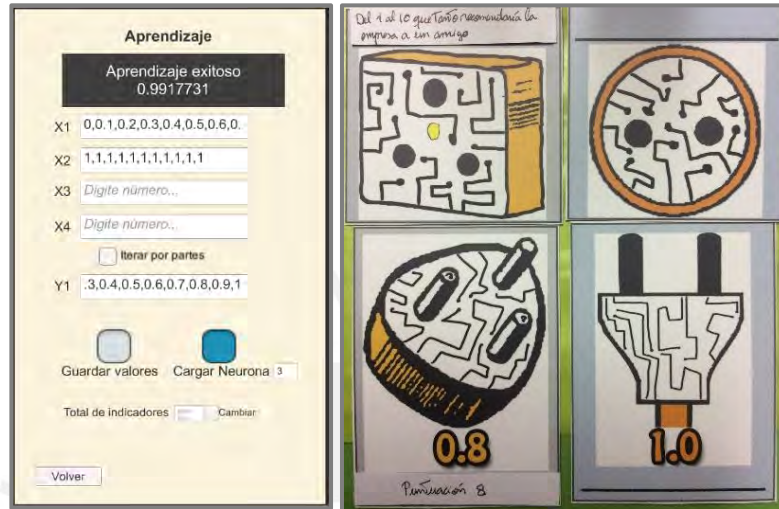 Aprendizaje
Aprendizaje exitoso
0.9917731
X1 0,0.1,0.2,0.3,0.4,0.5,0.6,0.
X2 1,1,1,1,1,1,1,1,1,1,1
X3 Digite número...
X4 Digite número...
Iterar por partes
Y1 .3,0.4,0.5,0.6,0.7,0.8,0.9,1
Guardar valores Cargar Neurona 3
Total de indicadores Cambiar
Volver
Del 1 al 10 que Tanto recomendaría la
empresa a un amigo
0.8
1.0
Puntuación 8